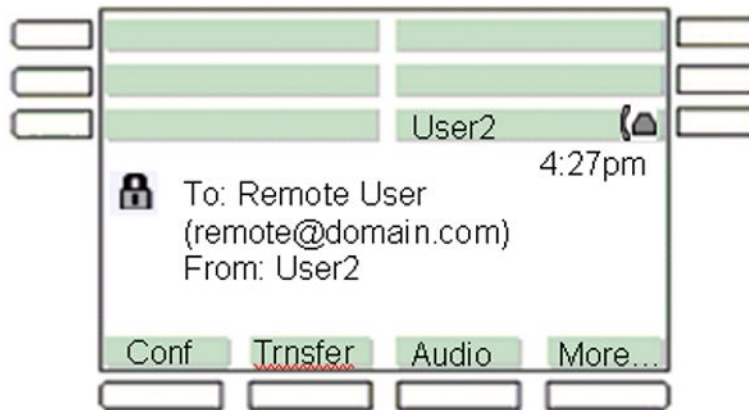 User2
4:27pm
To: Remote User
(remote@domain.com)
From: User2
Conf Trnsfer Audio More...